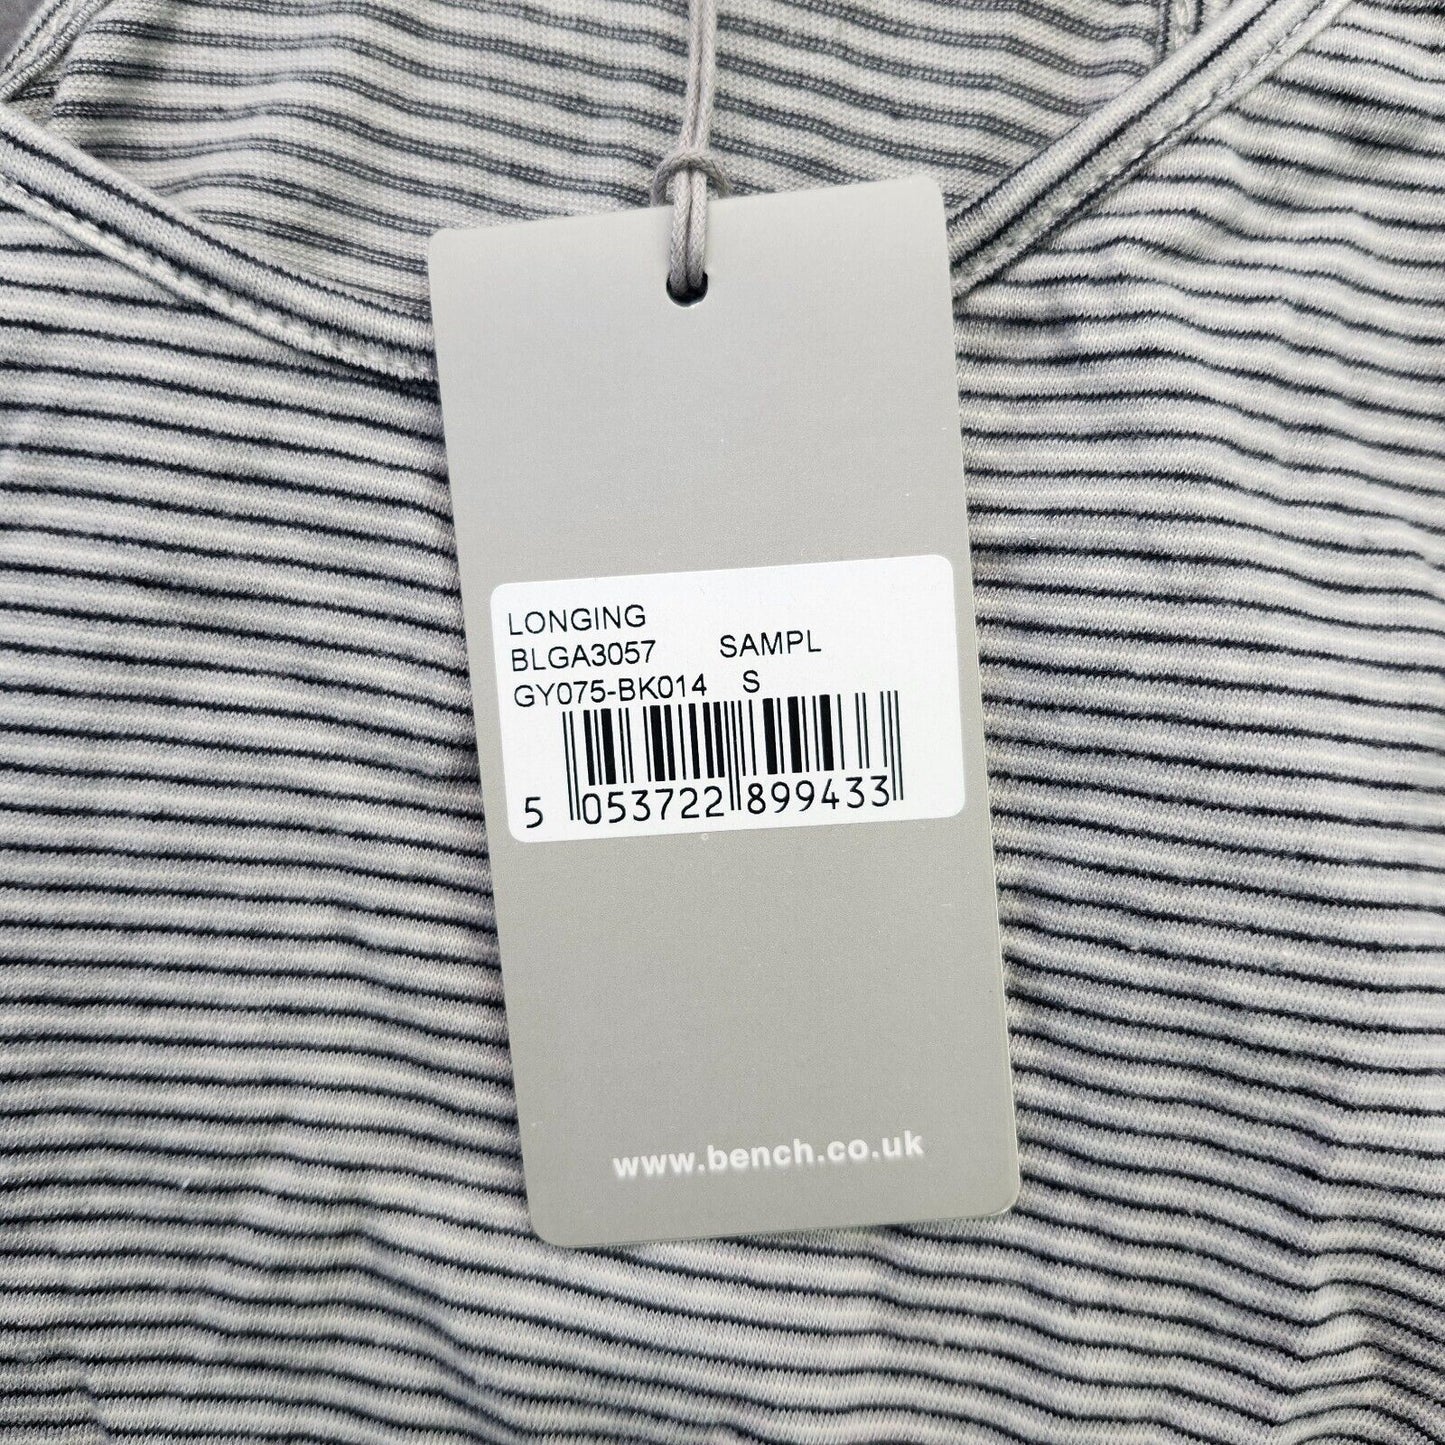 LONGING
BLGA3057 SAMPL
GY075-BK014 S
5 053722 899433
www.bench.co.uk